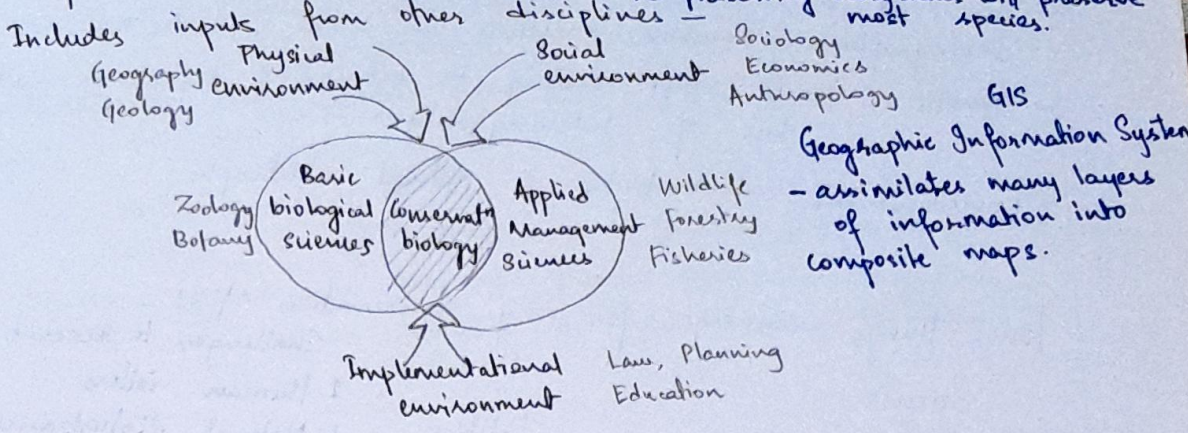 most species.
Includes inputs from other disciplines –
Physical
environment
Geography
Geology
Social
environment
Sociology
Economics
Anthropology
GIS
Geographic Information System
- assimilates many layers
of information into
composite maps.
Zoology
Botany
Basic
biological
sciences
Conservatn
biology
Applied
Management
Sciences
Wildlife
Forestry
Fisheries
Implementational
environment
Law, Planning
Education